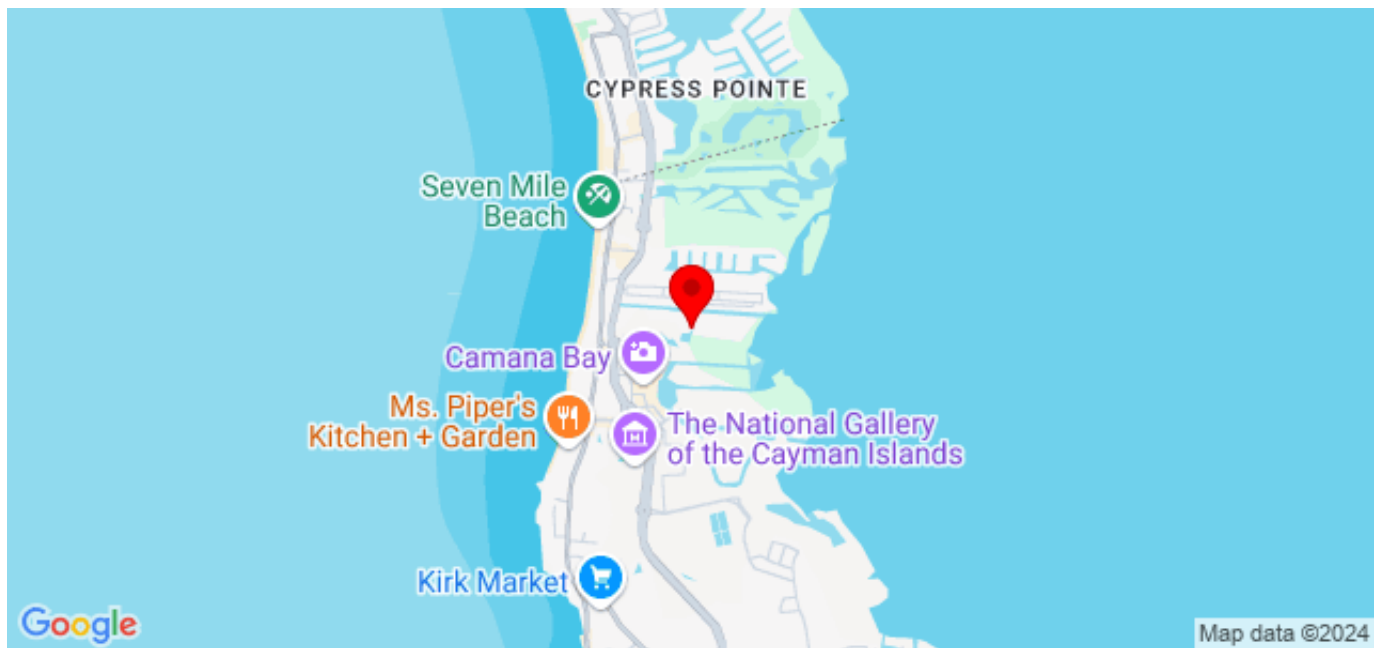 CYPRESS POINTE
Seven Mile
Beach
Camana Bay
Ms. Piper's
Kitchen + Garden
The National Gallery
of the Cayman Islands
Kirk Market
Google
Map data ©2024